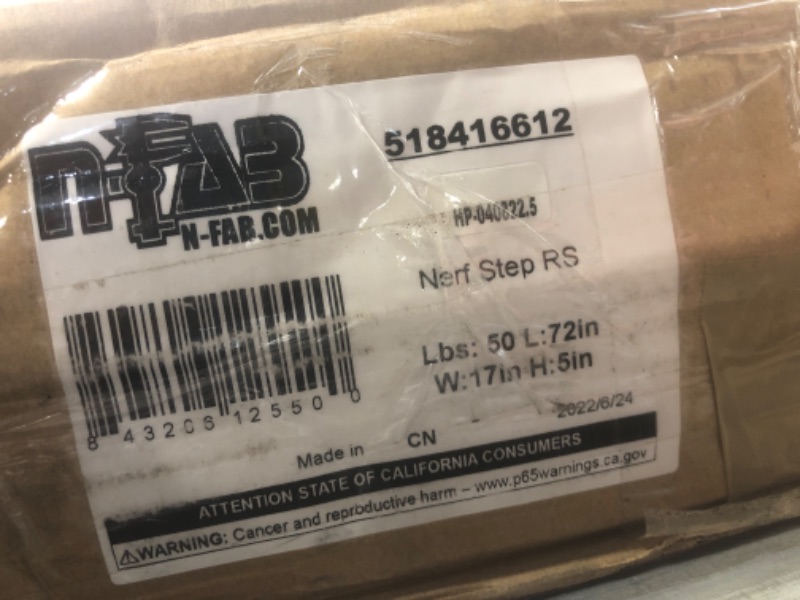 n-FAB
N-FAB.COM
518416612
HP-040822.5
Nerf Step RS
Lbs: 50 L:72in
W:17in H:5in
8 43206 12550 0
2022/6/24
Made in CN
ATTENTION STATE OF CALIFORNIA CONSUMERS
⚠WARNING: Cancer and reproductive harm – www.p65warnings.ca.gov